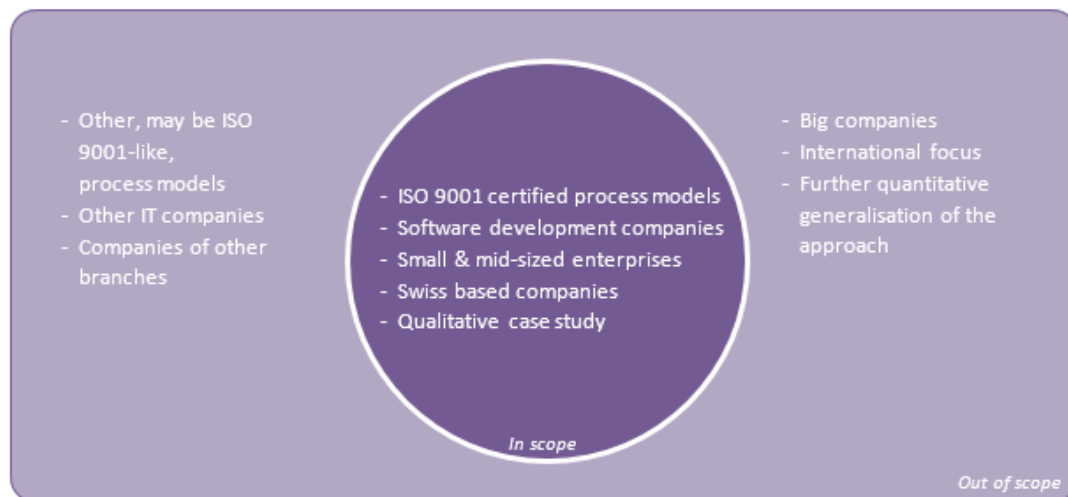 - Other, may be ISO
9001-like,
process models
- Other IT companies
- Companies of other
branches
- ISO 9001 certified process models
- Software development companies
- Small & mid-sized enterprises
- Swiss based companies
- Qualitative case study
In scope
- Big companies
- International focus
- Further quantitative
generalisation of the
approach
Out of scope